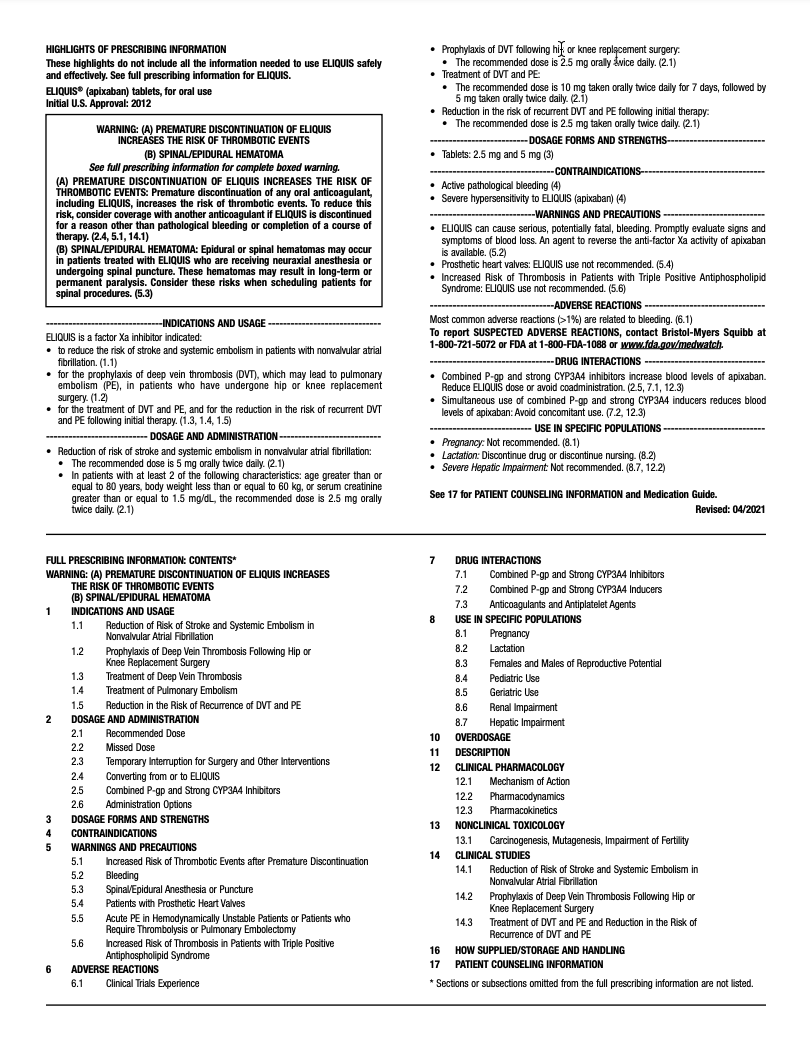 HIGHLIGHTS OF PRESCRIBING INFORMATION
These highlights do not include all the information needed to use ELIQUIS safely
and effectively. See full prescribing information for ELIQUIS.
ELIQUIS® (apixaban) tablets, for oral use
Initial U.S. Approval: 2012
WARNING: (A) PREMATURE DISCONTINUATION OF ELIQUIS
INCREASES THE RISK OF THROMBOTIC EVENTS
(B) SPINAL/EPIDURAL HEMATOMA
See full prescribing information for complete boxed warning.
(A) PREMATURE DISCONTINUATION OF ELIQUIS INCREASES THE RISK OF
THROMBOTIC EVENTS: Premature discontinuation of any oral anticoagulant,
including ELIQUIS, increases the risk of thrombotic events. To reduce this
risk, consider coverage with another anticoagulant if ELIQUIS is discontinued
for a reason other than pathological bleeding or completion of a course of
therapy. (2.4, 5.1, 14.1)
(B) SPINAL/EPIDURAL HEMATOMA: Epidural or spinal hematomas may occur
in patients treated with ELIQUIS who are receiving neuraxial anesthesia or
undergoing spinal puncture. These hematomas may result in long-term or
permanent paralysis. Consider these risks when scheduling patients for
spinal procedures. (5.3)
-------------------------------INDICATIONS AND USAGE ------------------------------
ELIQUIS is a factor Xa inhibitor indicated:
• to reduce the risk of stroke and systemic embolism in patients with nonvalvular atrial
fibrillation. (1.1)
• for the prophylaxis of deep vein thrombosis (DVT), which may lead to pulmonary
embolism (PE), in patients who have undergone hip or knee replacement
surgery. (1.2)
• for the treatment of DVT and PE, and for the reduction in the risk of recurrent DVT
and PE following initial therapy. (1.3, 1.4, 1.5)
--------------------------- DOSAGE AND ADMINISTRATION---------------------------
• Reduction of risk of stroke and systemic embolism in nonvalvular atrial fibrillation:
• The recommended dose is 5 mg orally twice daily. (2.1)
• In patients with at least 2 of the following characteristics: age greater than or
equal to 80 years, body weight less than or equal to 60 kg, or serum creatinine
greater than or equal to 1.5 mg/dL, the recommended dose is 2.5 mg orally
twice daily. (2.1)
• Prophylaxis of DVT following hip or knee replacement surgery:
• The recommended dose is 2.5 mg orally twice daily. (2.1)
• Treatment of DVT and PE:
• The recommended dose is 10 mg taken orally twice daily for 7 days, followed by
5 mg taken orally twice daily. (2.1)
• Reduction in the risk of recurrent DVT and PE following initial therapy:
• The recommended dose is 2.5 mg taken orally twice daily. (2.1)
--------------------------DOSAGE FORMS AND STRENGTHS--------------------------
• Tablets: 2.5 mg and 5 mg (3)
---------------------------------CONTRAINDICATIONS---------------------------------
• Active pathological bleeding (4)
• Severe hypersensitivity to ELIQUIS (apixaban) (4)
----------------------------WARNINGS AND PRECAUTIONS ---------------------------
• ELIQUIS can cause serious, potentially fatal, bleeding. Promptly evaluate signs and
symptoms of blood loss. An agent to reverse the anti-factor Xa activity of apixaban
is available. (5.2)
• Prosthetic heart valves: ELIQUIS use not recommended. (5.4)
• Increased Risk of Thrombosis in Patients with Triple Positive Antiphospholipid
Syndrome: ELIQUIS use not recommended. (5.6)
---------------------------------ADVERSE REACTIONS --------------------------------
Most common adverse reactions (>1%) are related to bleeding. (6.1)
To report SUSPECTED ADVERSE REACTIONS, contact Bristol-Myers Squibb at
1-800-721-5072 or FDA at 1-800-FDA-1088 or www.fda.gov/medwatch.
---------------------------------DRUG INTERACTIONS --------------------------------
• Combined P-gp and strong CYP3A4 inhibitors increase blood levels of apixaban.
Reduce ELIQUIS dose or avoid coadministration. (2.5, 7.1, 12.3)
• Simultaneous use of combined P-gp and strong CYP3A4 inducers reduces blood
levels of apixaban: Avoid concomitant use. (7.2, 12.3)
---------------------------USE IN SPECIFIC POPULATIONS ---------------------------
• Pregnancy: Not recommended. (8.1)
• Lactation: Discontinue drug or discontinue nursing. (8.2)
• Severe Hepatic Impairment: Not recommended. (8.7, 12.2)
See 17 for PATIENT COUNSELING INFORMATION and Medication Guide.
Revised: 04/2021
FULL PRESCRIBING INFORMATION: CONTENTS*
WARNING: (A) PREMATURE DISCONTINUATION OF ELIQUIS INCREASES
THE RISK OF THROMBOTIC EVENTS
(B) SPINAL/EPIDURAL HEMATOMA
1 INDICATIONS AND USAGE
1.1 Reduction of Risk of Stroke and Systemic Embolism in
Nonvalvular Atrial Fibrillation
1.2 Prophylaxis of Deep Vein Thrombosis Following Hip or
Knee Replacement Surgery
1.3 Treatment of Deep Vein Thrombosis
1.4 Treatment of Pulmonary Embolism
1.5 Reduction in the Risk of Recurrence of DVT and PE
2 DOSAGE AND ADMINISTRATION
2.1 Recommended Dose
2.2 Missed Dose
2.3 Temporary Interruption for Surgery and Other Interventions
2.4 Converting from or to ELIQUIS
2.5 Combined P-gp and Strong CYP3A4 Inhibitors
2.6 Administration Options
3 DOSAGE FORMS AND STRENGTHS
4 CONTRAINDICATIONS
5 WARNINGS AND PRECAUTIONS
5.1 Increased Risk of Thrombotic Events after Premature Discontinuation
5.2 Bleeding
5.3 Spinal/Epidural Anesthesia or Puncture
5.4 Patients with Prosthetic Heart Valves
5.5 Acute PE in Hemodynamically Unstable Patients or Patients who
Require Thrombolysis or Pulmonary Embolectomy
5.6 Increased Risk of Thrombosis in Patients with Triple Positive
Antiphospholipid Syndrome
6 ADVERSE REACTIONS
6.1 Clinical Trials Experience
7 DRUG INTERACTIONS
7.1 Combined P-gp and Strong CYP3A4 Inhibitors
7.2 Combined P-gp and Strong CYP3A4 Inducers
7.3 Anticoagulants and Antiplatelet Agents
8 USE IN SPECIFIC POPULATIONS
8.1 Pregnancy
8.2 Lactation
8.3 Females and Males of Reproductive Potential
8.4 Pediatric Use
8.5 Geriatric Use
8.6 Renal Impairment
8.7 Hepatic Impairment
10 OVERDOSAGE
11 DESCRIPTION
12 CLINICAL PHARMACOLOGY
12.1 Mechanism of Action
12.2 Pharmacodynamics
12.3 Pharmacokinetics
13 NONCLINICAL TOXICOLOGY
13.1 Carcinogenesis, Mutagenesis, Impairment of Fertility
14 CLINICAL STUDIES
14.1 Reduction of Risk of Stroke and Systemic Embolism in
Nonvalvular Atrial Fibrillation
14.2 Prophylaxis of Deep Vein Thrombosis Following Hip or
Knee Replacement Surgery
14.3 Treatment of DVT and PE and Reduction in the Risk of
Recurrence of DVT and PE
16 HOW SUPPLIED/STORAGE AND HANDLING
17 PATIENT COUNSELING INFORMATION
* Sections or subsections omitted from the full prescribing information are not listed.